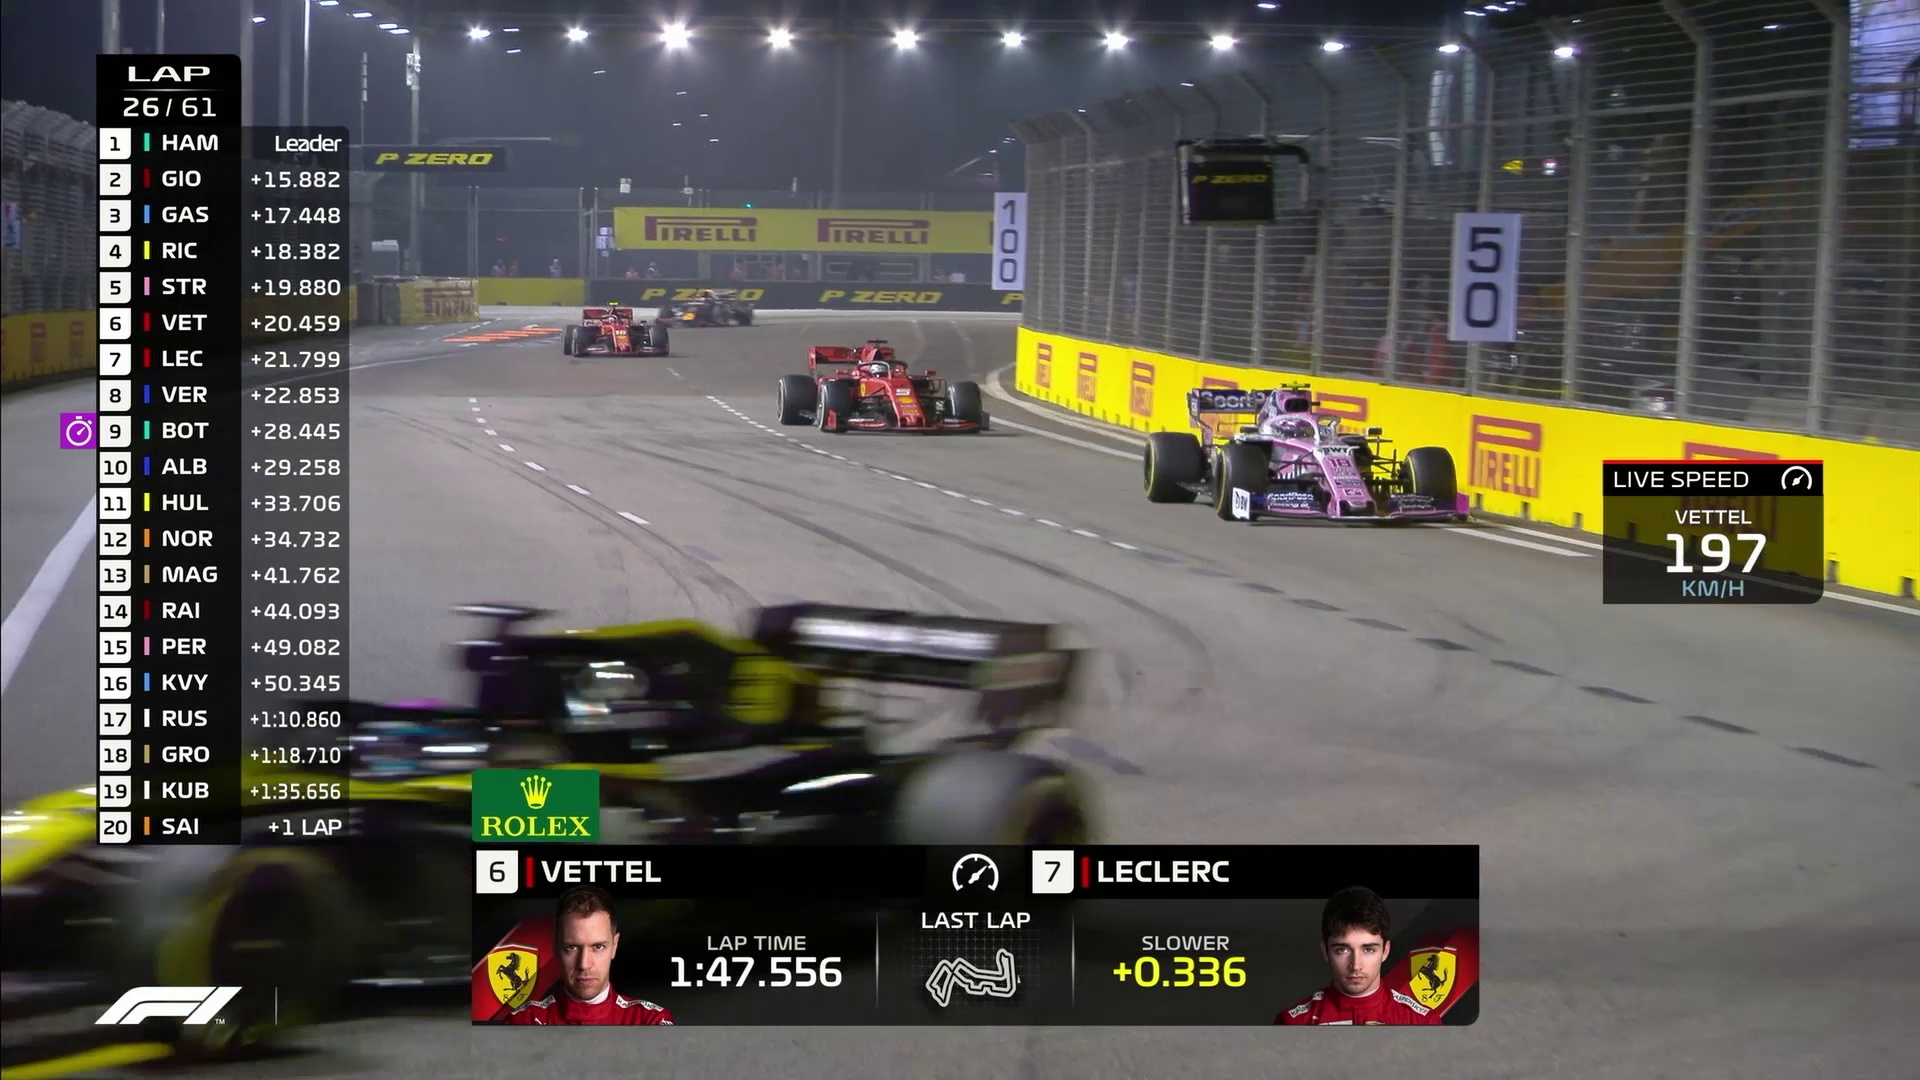 LAP
26/61
1 HAM Leader
2 GIO +15.882
3 GAS +17.448
4 RIC +18.382
5 STR +19.880
6 VET +20.459
7 LEC +21.799
8 VER +22.853
9 BOT +28.445
10 ALB +29.258
11 HUL +33.706
12 NOR +34.732
13 MAG +41.762
14 RAI +44.093
15 PER +49.082
16 KVY +50.345
17 RUS +1:10.860
18 GRO +1:18.710
19 KUB +1:35.656
20 SAI +1 LAP
P ZERO
PIRELLI PIRELLI
P ZERO P ZERO
100
P ZERO
50
SportPesa
BWT
18
PIRELLI
LIVE SPEED
VETTEL
197
KM/H
ROLEX
6 VETTEL
7 LECLERC
LAST LAP
LAP TIME
1:47.556
SLOWER
+0.336
F1